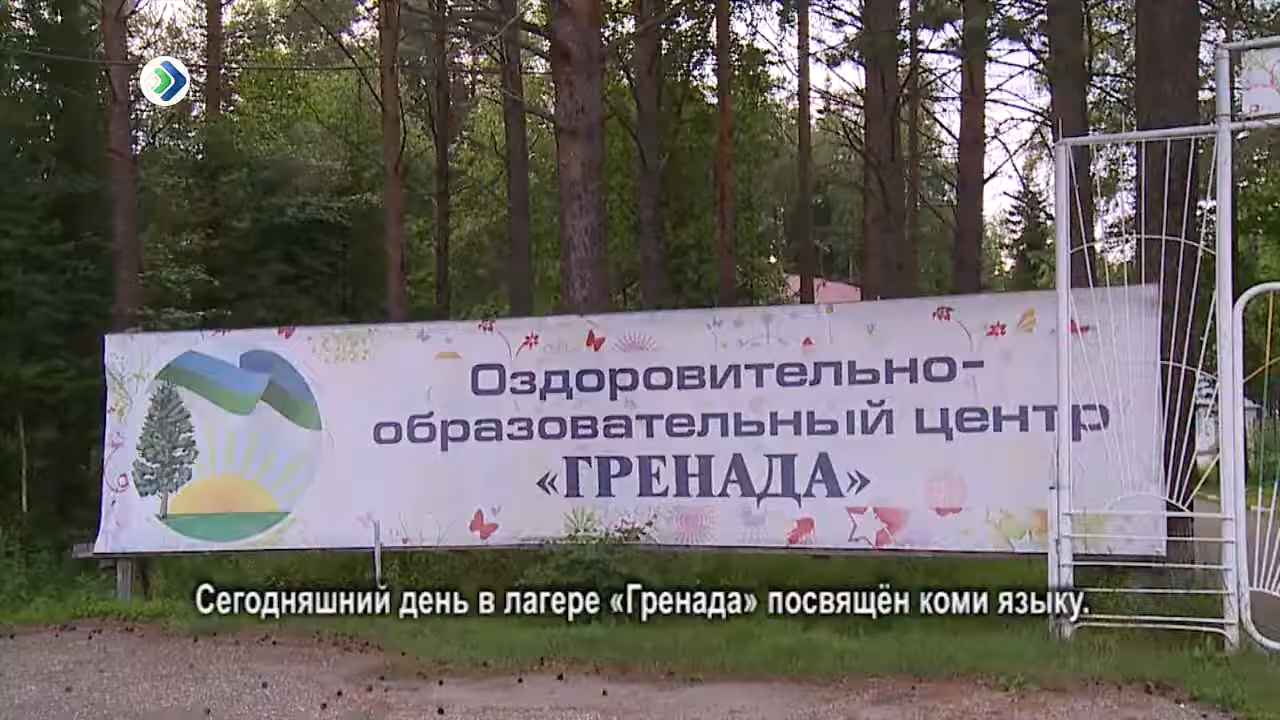 Оздоровительно-
образовательный центр
«ГРЕНАДА»
Сегодняшний день в лагере «Гренада» посвящён коми языку.